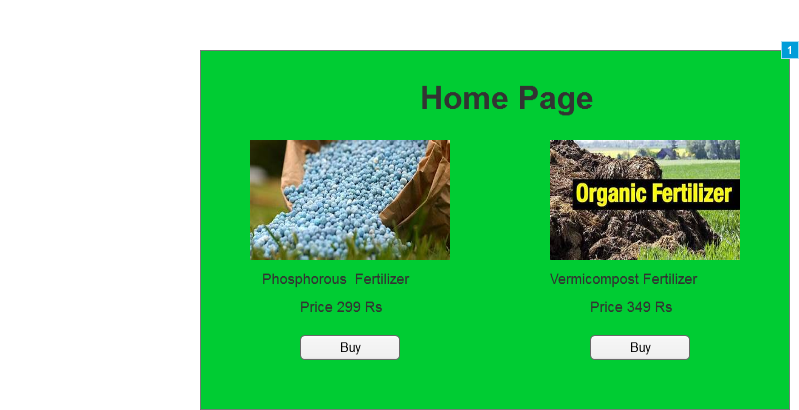 1
Home Page
Organic Fertilizer
Phosphorous  Fertilizer
Vermicompost Fertilizer
Price 299 Rs
Price 349 Rs
Buy
Buy